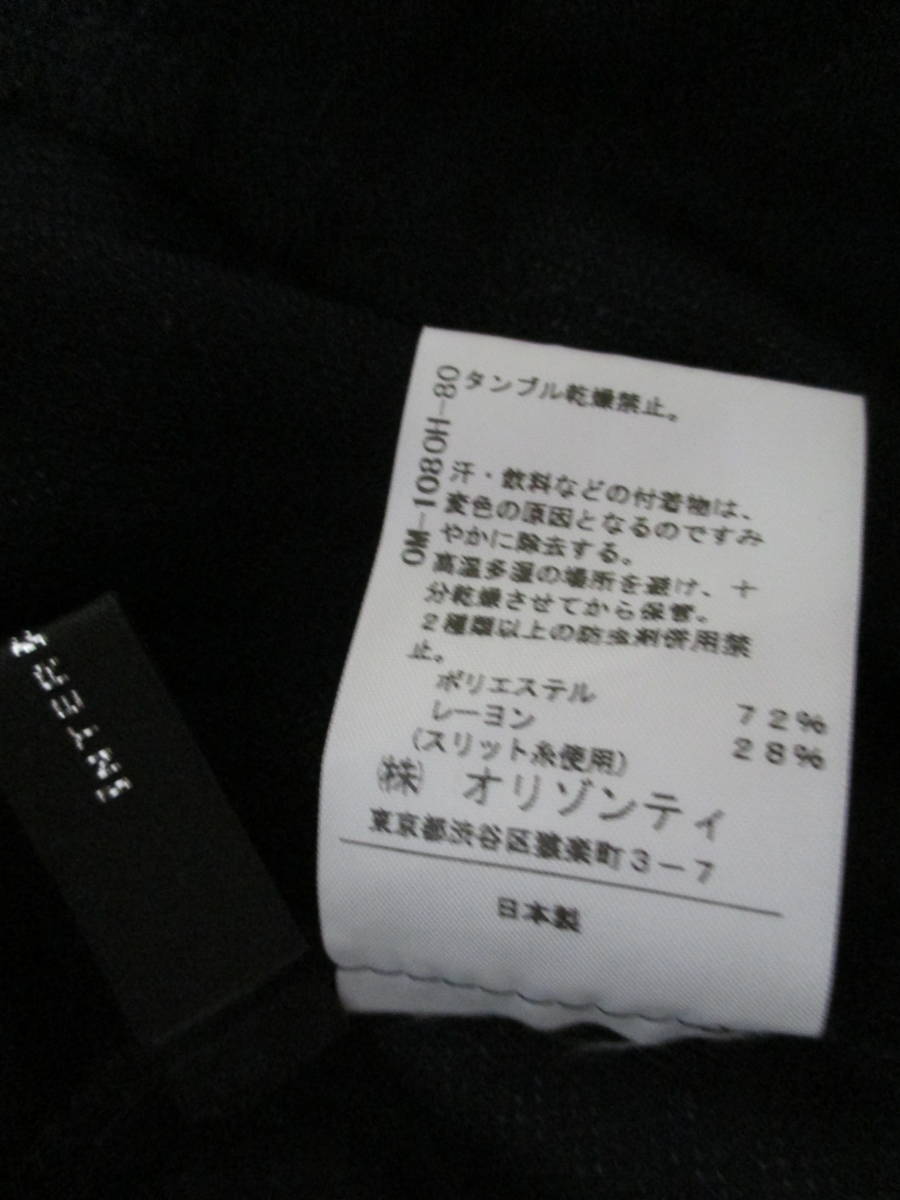 タンブル乾燥禁止。
汗・飲料などの付着物は、
変色の原因となるのですみ
やかに除去する。
高温多湿の場所を避け、十
分乾燥させてから保管。
2種類以上の防虫剤併用禁
止。
ポリエステル 72%
レーヨン 28%
(スリット糸使用)
(株) オリゾンティ
東京都渋谷区猿楽町3-7
日本製
OM-1080H-80